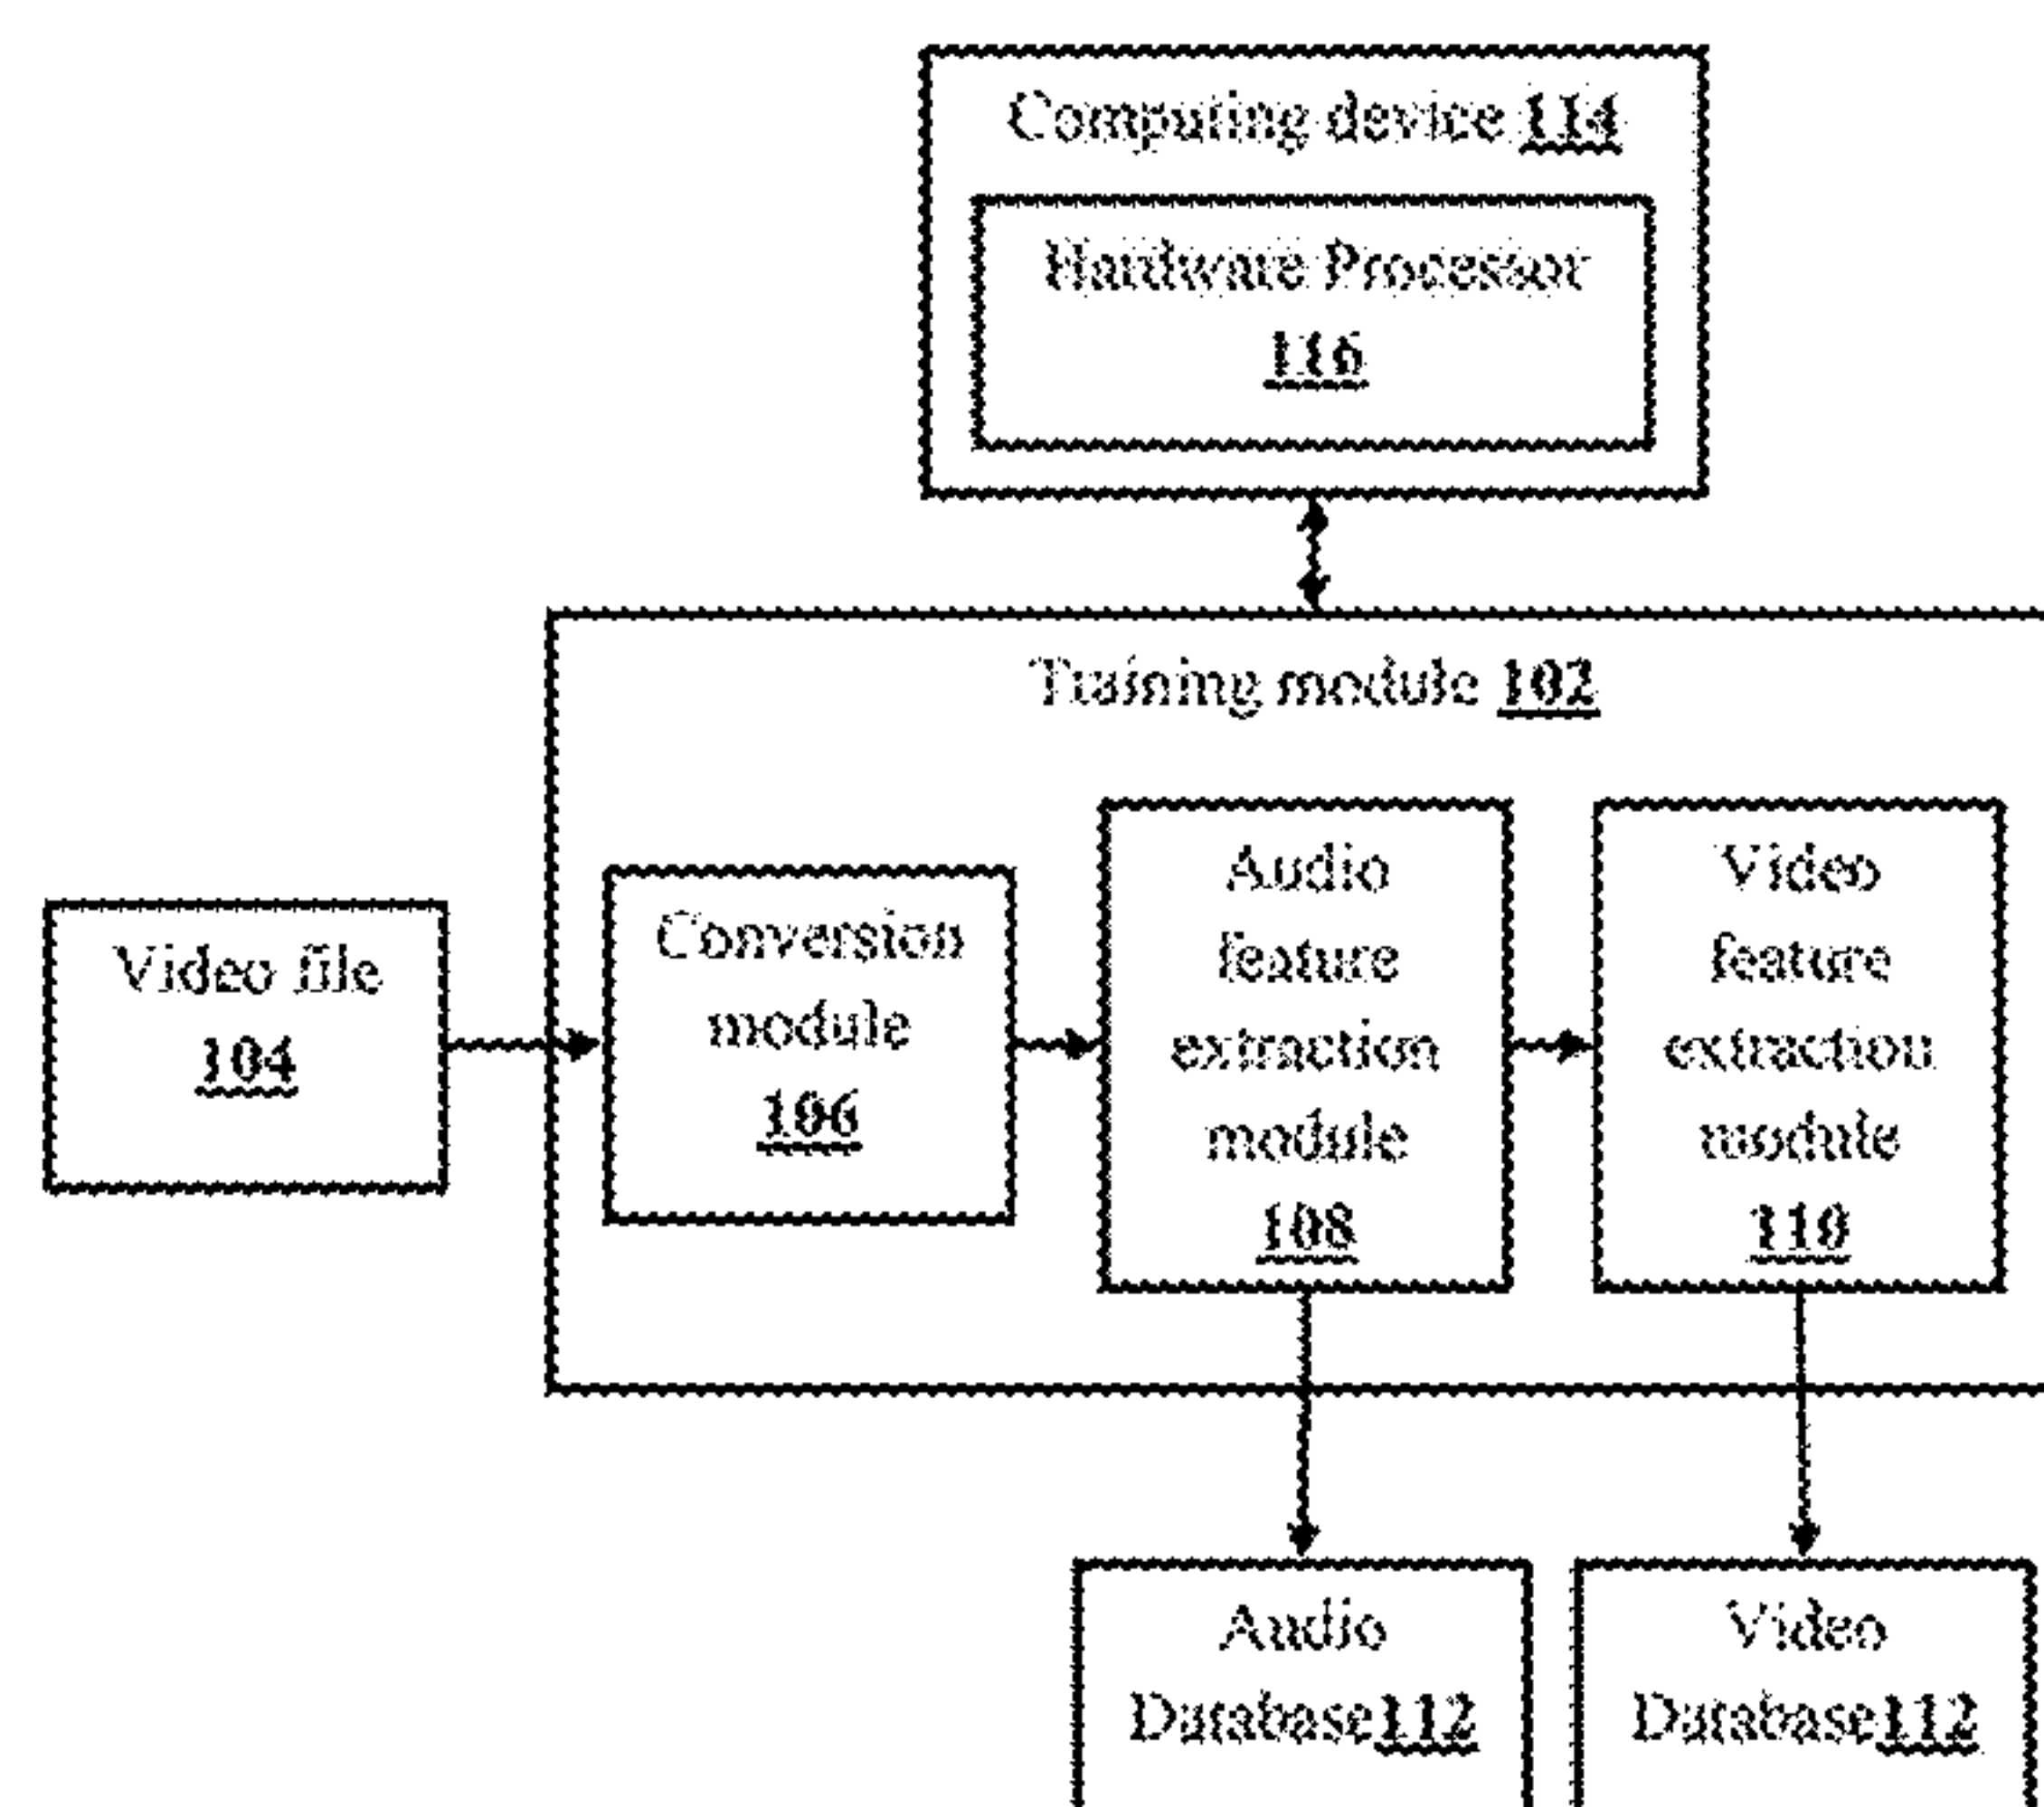 Computing device 114
Hardware Processor
116
Training module 102
Video file
104
Conversion
module
106
Audio
feature
extraction
module
108
Video
feature
extraction
module
110
Audio
Database112
Video
Database112